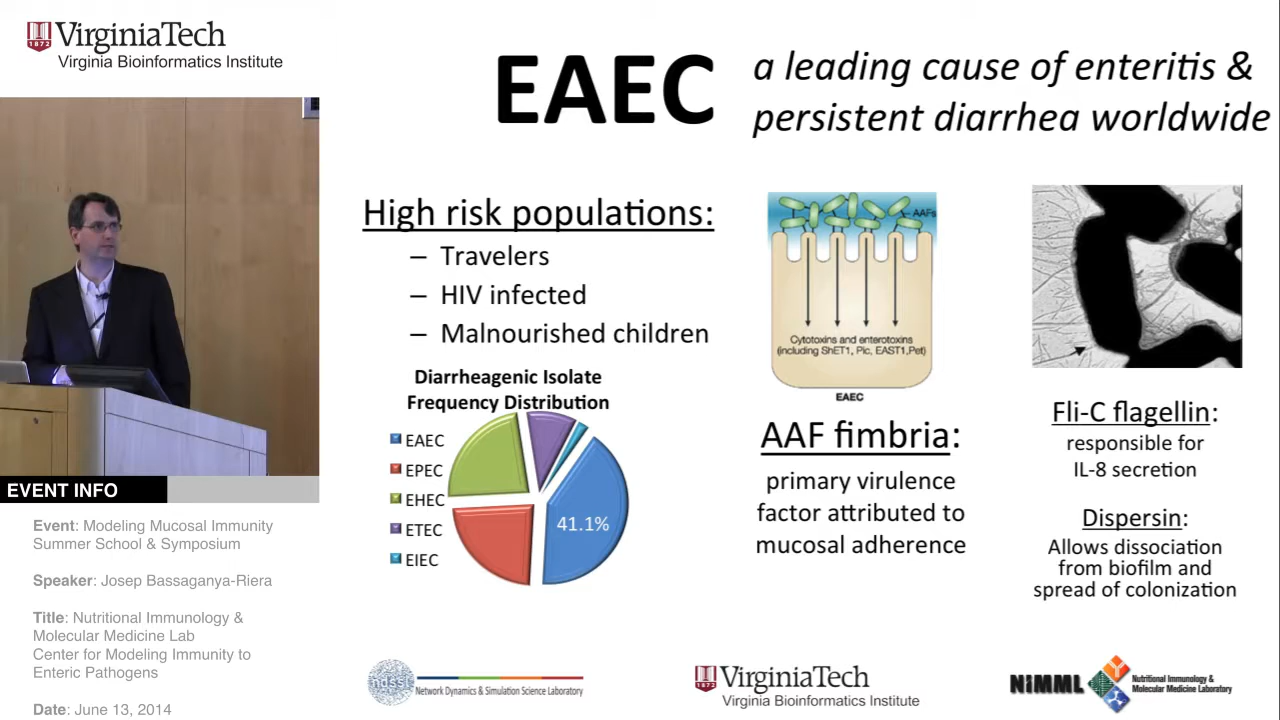 VirginiaTech
1872
Virginia Bioinformatics Institute
EAEC
a leading cause of enteritis &
persistent diarrhea worldwide
High risk populations:
– Travelers
– HIV infected
– Malnourished children
Diarrheagenic Isolate
Frequency Distribution
EAEC
EPEC
EHEC
ETEC
EIEC
41.1%
AAFs
Cytotoxins and enterotoxins
(including ShET1, Pic, EAST1,Pet)
EAEC
AAF fimbria:
primary virulence
factor attributed to
mucosal adherence
Fli-C flagellin:
responsible for
IL-8 secretion
Dispersin:
Allows dissociation
from biofilm and
spread of colonization
EVENT INFO
Event: Modeling Mucosal Immunity
Summer School & Symposium
Speaker: Josep Bassaganya-Riera
Title: Nutritional Immunology &
Molecular Medicine Lab
Center for Modeling Immunity to
Enteric Pathogens
Date: June 13, 2014
ndssl
Network Dynamics & Simulation Science Laboratory
VirginiaTech
1872
Virginia Bioinformatics Institute
NIMML
Nutritional Immunology &
Molecular Medicine Laboratory